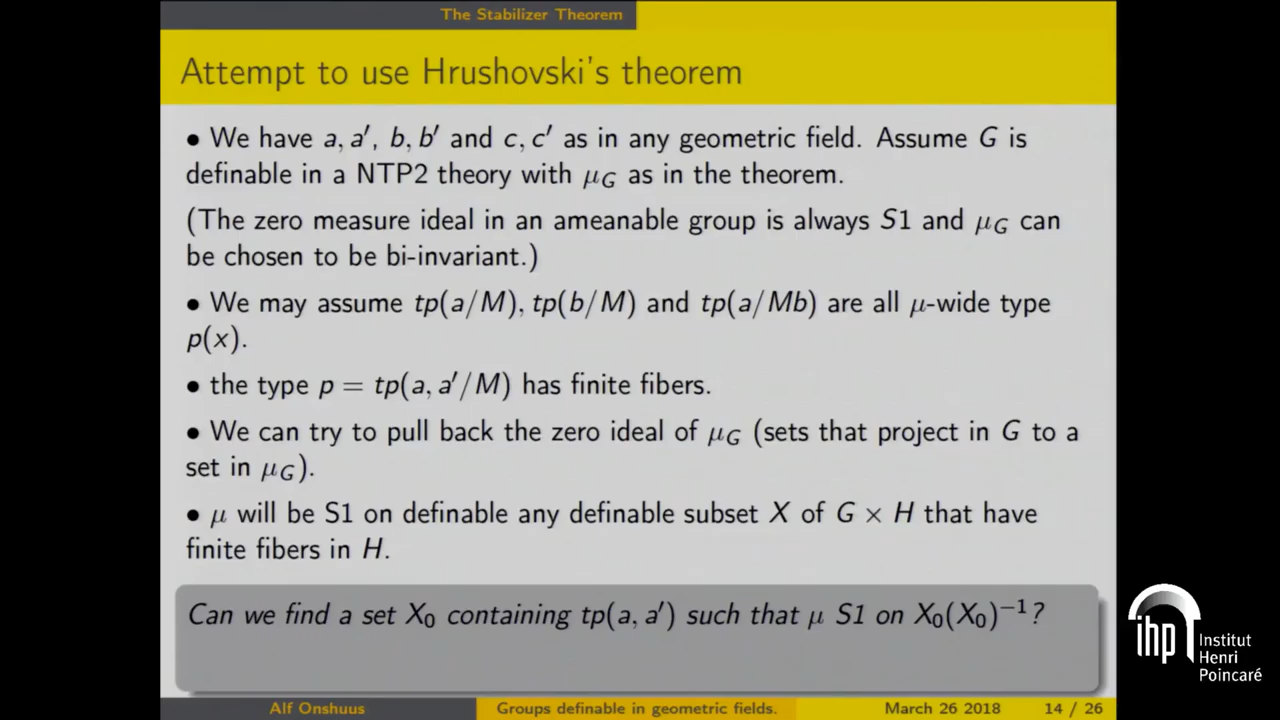 The Stabilizer Theorem
Attempt to use Hrushovski's theorem
• We have a, a′, b, b′ and c, c′ as in any geometric field. Assume G is
definable in a NTP2 theory with μG as in the theorem.
(The zero measure ideal in an ameanable group is always S1 and μG can
be chosen to be bi-invariant.)
• We may assume tp(a/M), tp(b/M) and tp(a/Mb) are all μ-wide type
p(x).
• the type p = tp(a, a′/M) has finite fibers.
• We can try to pull back the zero ideal of μG (sets that project in G to a
set in μG).
• μ will be S1 on definable any definable subset X of G × H that have
finite fibers in H.
Can we find a set X₀ containing tp(a, a′) such that μ S1 on X₀(X₀)⁻¹?
ihp Institut
Henri
Poincaré
Alf Onshuus Groups definable in geometric fields. March 26 2018 14 / 26